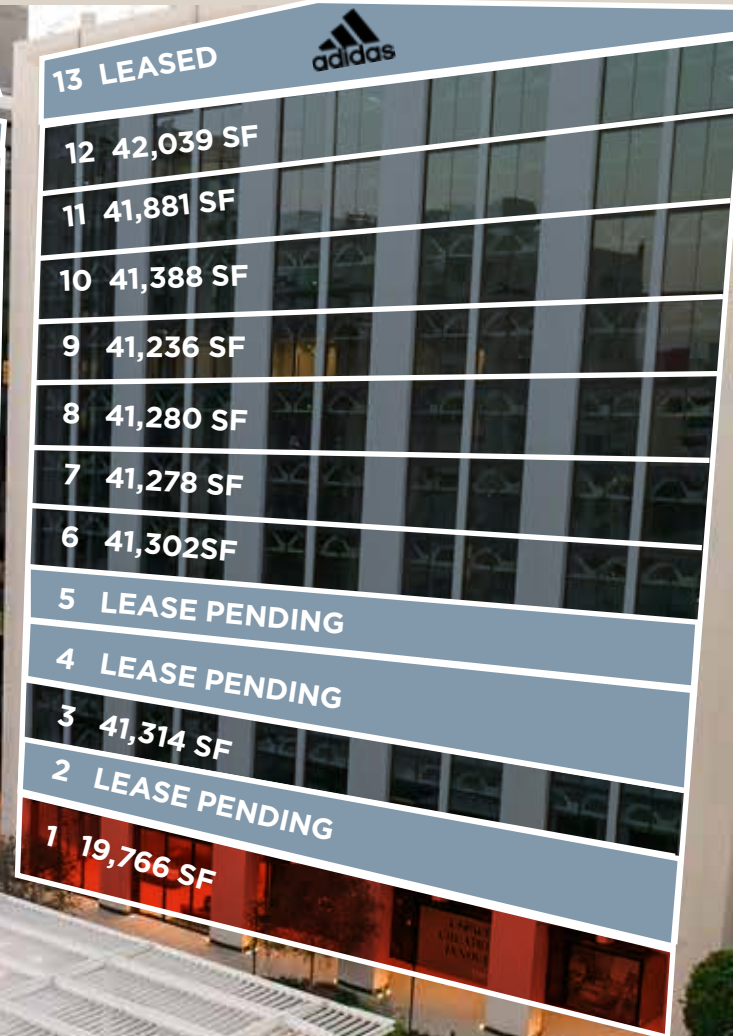 13 LEASED
adidas
12 42,039 SF
11 41,881 SF
10 41,388 SF
9 41,236 SF
8 41,280 SF
7 41,278 SF
6 41,302SF
5 LEASE PENDING
4 LEASE PENDING
3 41,314 SF
2 LEASE PENDING
1 19,766 SF